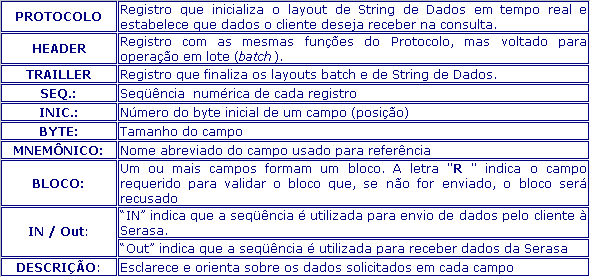 PROTOCOLO Registro que inicializa o layout de String de Dados em tempo real e
estabelece que dados o cliente deseja receber na consulta.
HEADER Registro com as mesmas funções do Protocolo, mas voltado para
operação em lote (batch ).
TRAILLER Registro que finaliza os layouts batch e de String de Dados.
SEQ.: Seqüência numérica de cada registro
INIC.: Número do byte inicial de um campo (posição)
BYTE: Tamanho do campo
MNEMÔNICO: Nome abreviado do campo usado para referência
BLOCO: Um ou mais campos formam um bloco. A letra "R " indica o campo
requerido para validar o bloco que, se não for enviado, o bloco será
recusado
IN / Out: "IN" indica que a seqüência é utilizada para envio de dados pelo cliente à
Serasa.
"Out" indica que a seqüência é utilizada para receber dados da Serasa
DESCRIÇÃO: Esclarece e orienta sobre os dados solicitados em cada campo